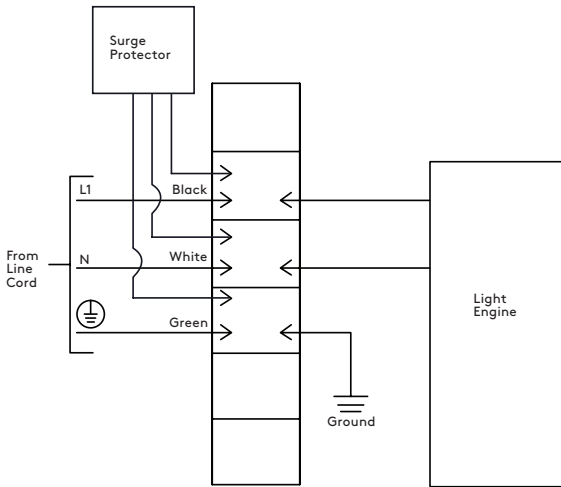 Surge
Protector
L1
Black
From
Line
Cord
N
White
Green
Light
Engine
Ground